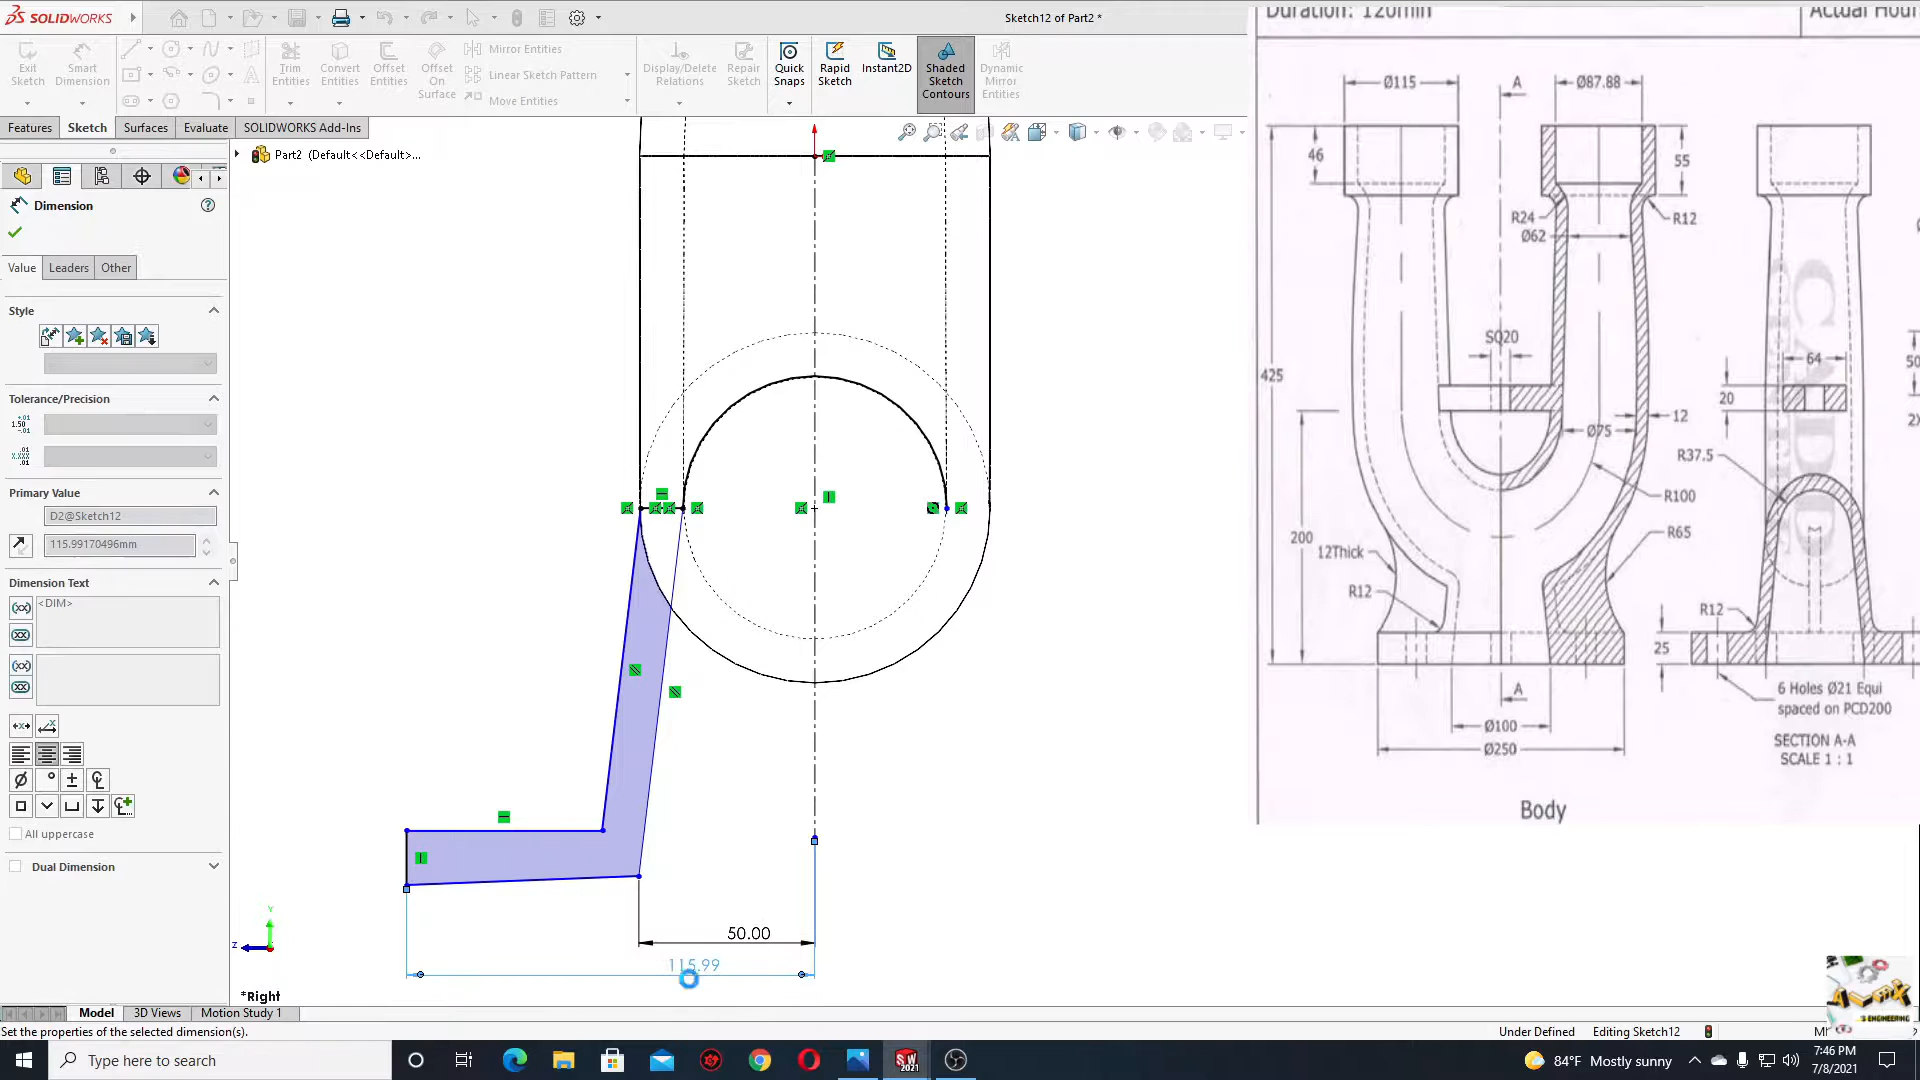 SOLIDWORKS
Sketch12 of Part2 *
Exit Sketch
Smart Dimension
Trim Entities
Convert Entities
Offset Entities
Offset On Surface
Mirror Entities
Linear Sketch Pattern
Move Entities
Display/Delete Relations
Repair Sketch
Quick Snaps
Rapid Sketch
Instant2D
Shaded Sketch Contours
Dynamic Mirror Entities
Features
Sketch
Surfaces
Evaluate
SOLIDWORKS Add-Ins
Part2 (Default<<Default>...
Dimension
Value
Leaders
Other
Style
Tolerance/Precision
Primary Value
D2@Sketch12
115.99170496mm
Dimension Text
<DIM>
All uppercase
Dual Dimension
50.00
115.99
Y
Z
*Right
Duration: 120min
Actual Hour
Ø115
A
Ø87.88
46
55
R24
R12
Ø62
SQ20
64
425
20
50
12
Ø75
2X
R37.5
R100
200
12Thick
R65
R12
R12
25
A
6 Holes Ø21 Equi
spaced on PCD200
Ø100
Ø250
SECTION A-A
SCALE 1 : 1
Body
'S ENGINEERING
Model
3D Views
Motion Study 1
Set the properties of the selected dimension(s).
Under Defined
Editing Sketch12
Type here to search
SW
2021
84°F Mostly sunny
7:46 PM
7/8/2021